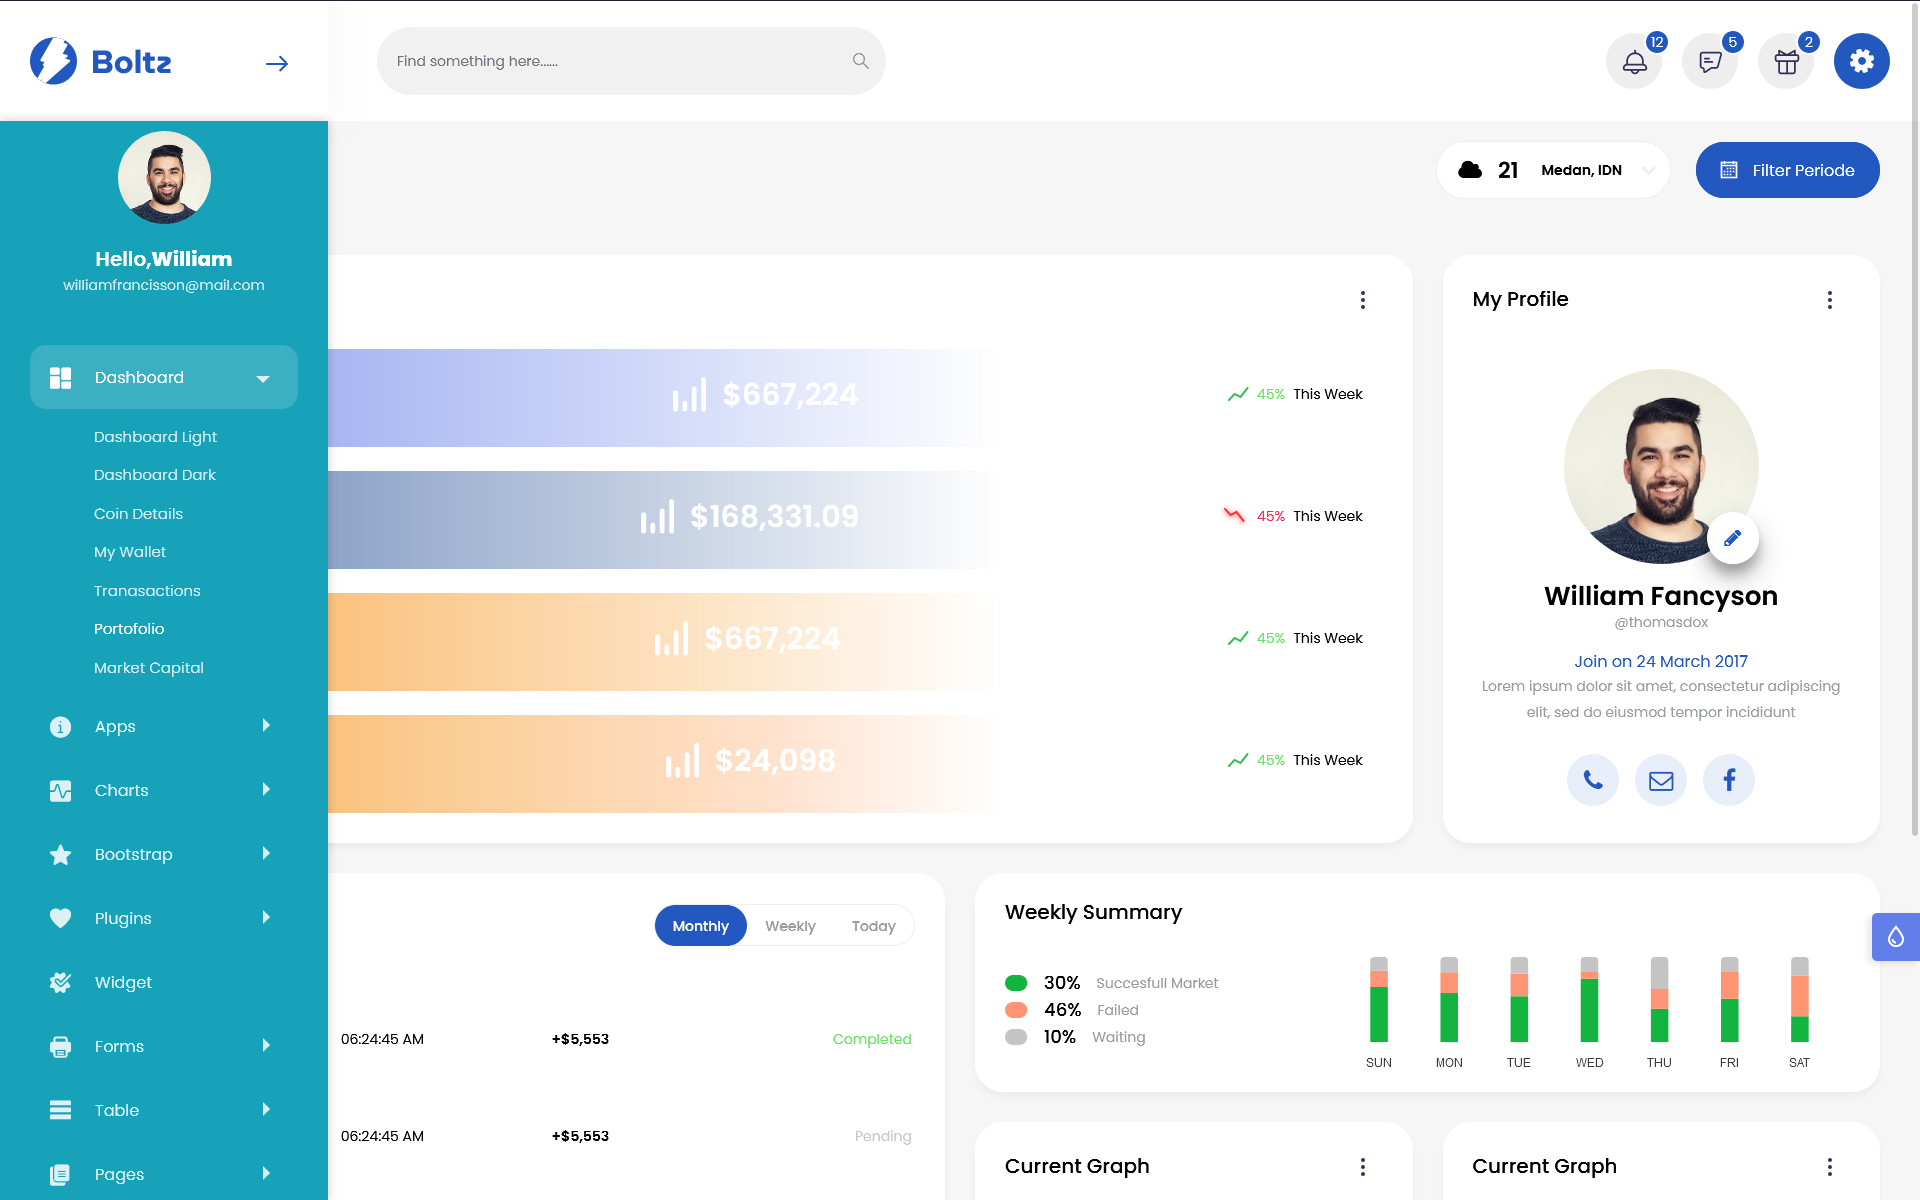 Boltz
Find something here......
12
5
2
Hello,William
williamfrancisson@mail.com
21 Medan, IDN
Filter Periode
Dashboard
Dashboard Light
Dashboard Dark
Coin Details
My Wallet
Tranasactions
Portofolio
Market Capital
Apps
Charts
Bootstrap
Plugins
Widget
Forms
Table
Pages
$667,224 45% This Week
$168,331.09 45% This Week
$667,224 45% This Week
$24,098 45% This Week
My Profile
William Fancyson
@thomasdox
Join on 24 March 2017
Lorem ipsum dolor sit amet, consectetur adipiscing
elit, sed do eiusmod tempor incididunt
Monthly Weekly Today
06:24:45 AM +$5,553 Completed
06:24:45 AM +$5,553 Pending
Weekly Summary
30% Succesfull Market
46% Failed
10% Waiting
SUN MON TUE WED THU FRI SAT
Current Graph
Current Graph